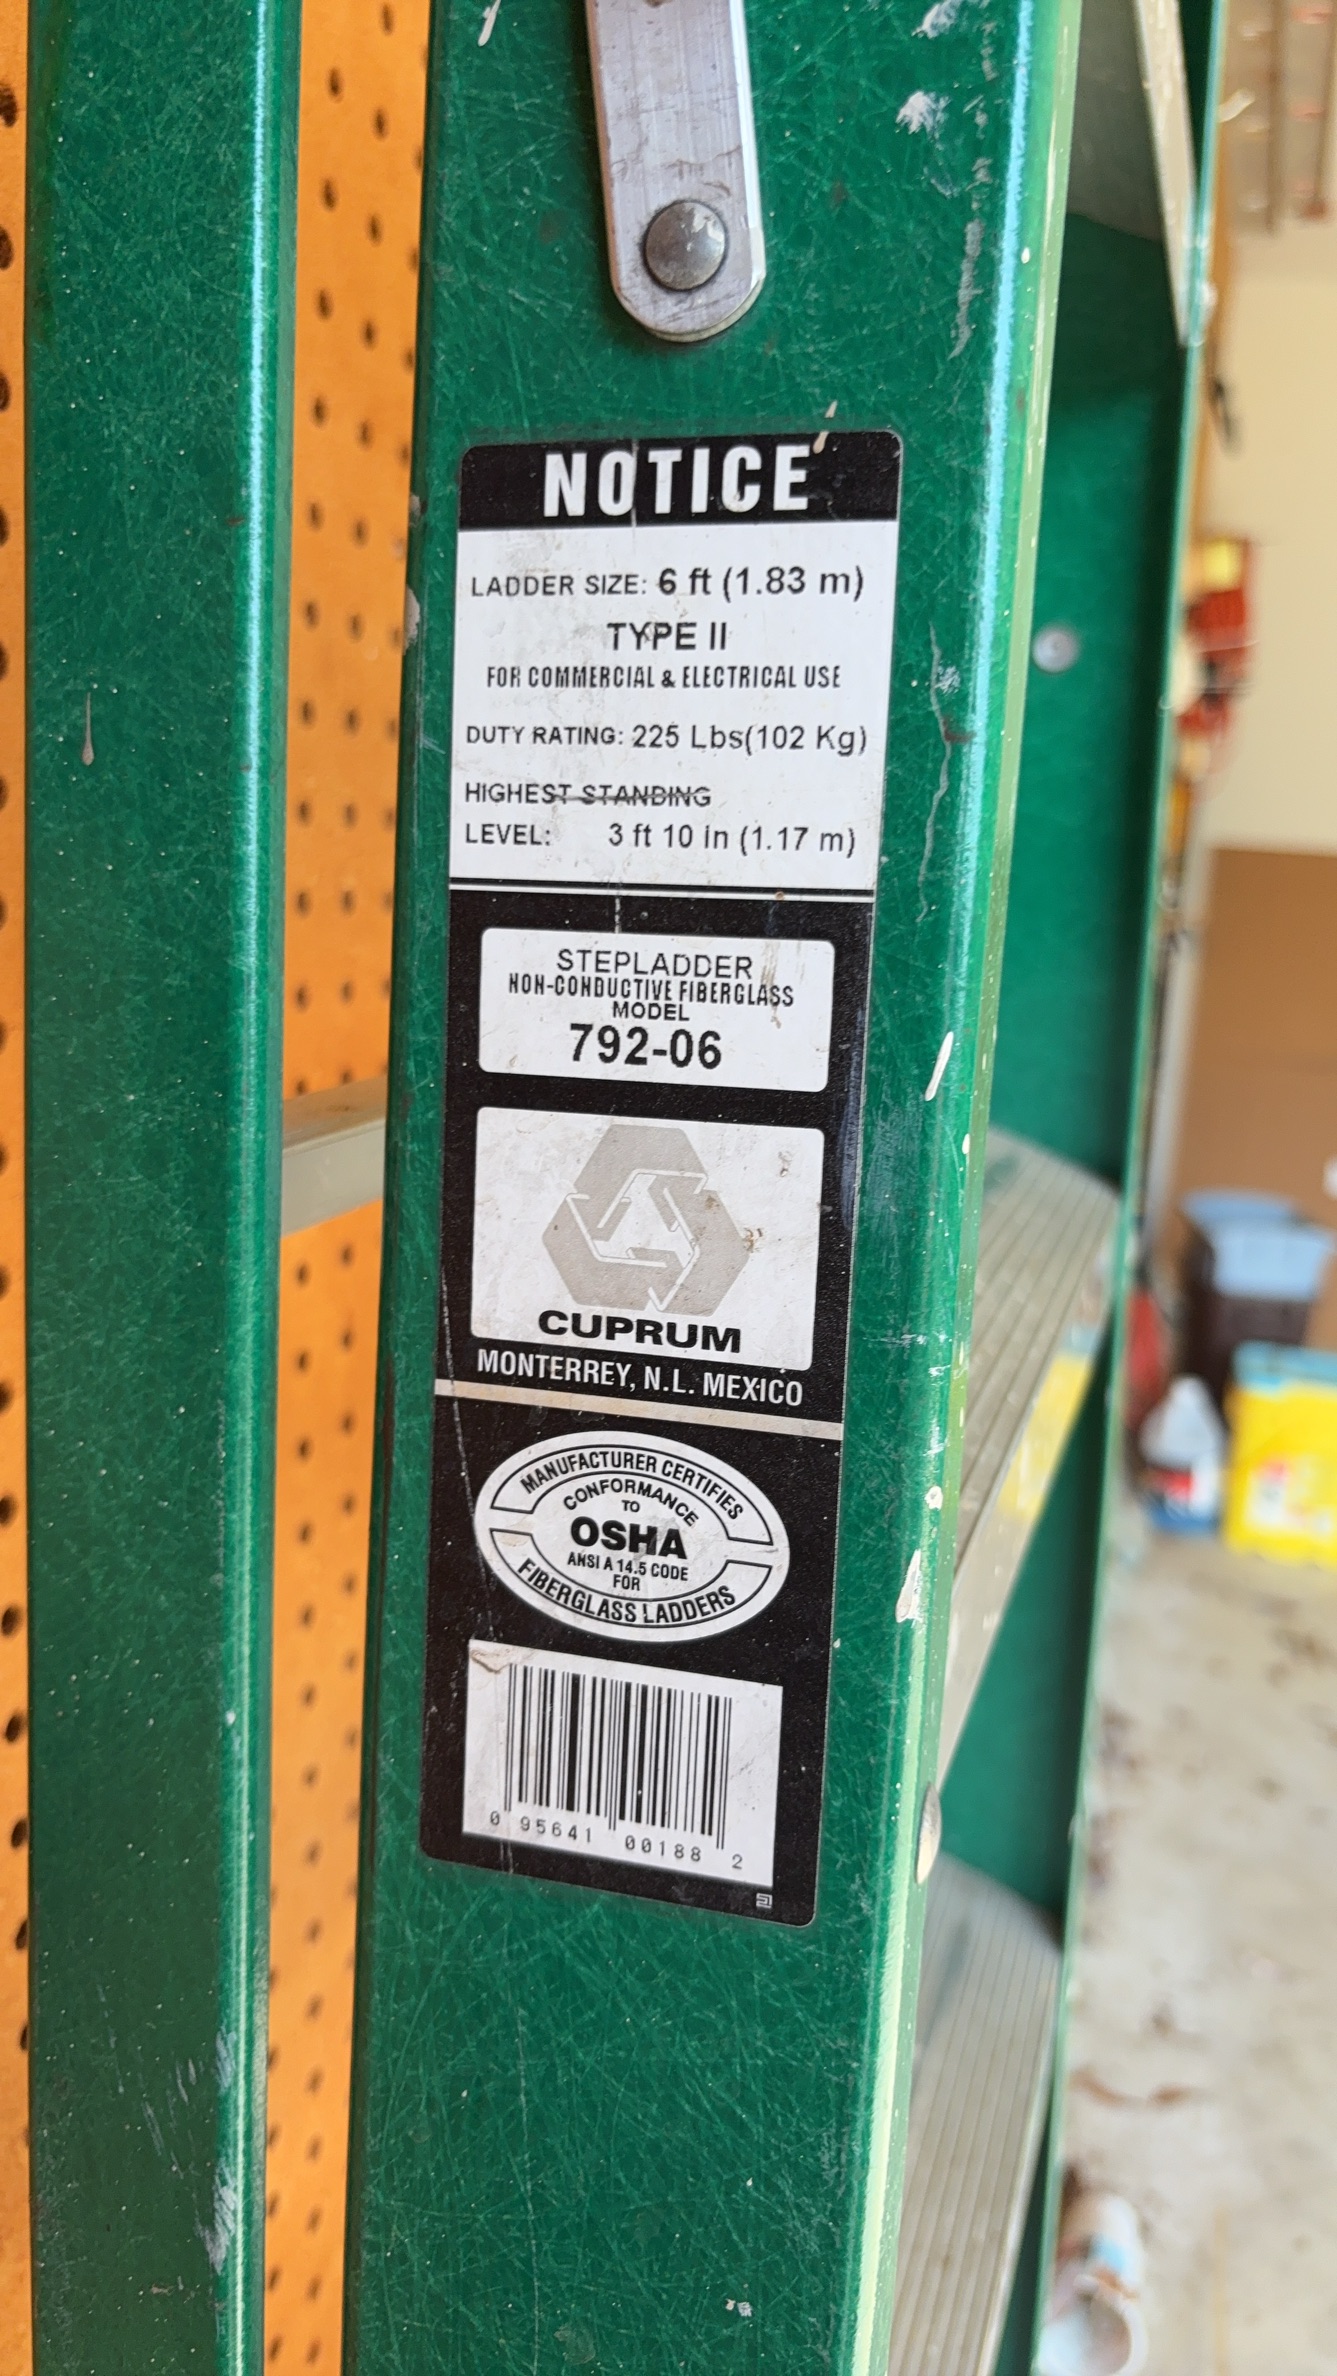 NOTICE
LADDER SIZE: 6 ft (1.83 m)
TYPE II
FOR COMMERCIAL & ELECTRICAL USE
DUTY RATING: 225 Lbs(102 Kg)
HIGHEST STANDING
LEVEL: 3 ft 10 in (1.17 m)
STEPLADDER
NON-CONDUCTIVE FIBERGLASS
MODEL
792-06
CUPRUM
MONTERREY, N.L. MEXICO
MANUFACTURER CERTIFIES
CONFORMANCE
TO
OSHA
ANSI A 14.5 CODE
FOR
FIBERGLASS LADDERS
0 95641 00188 2